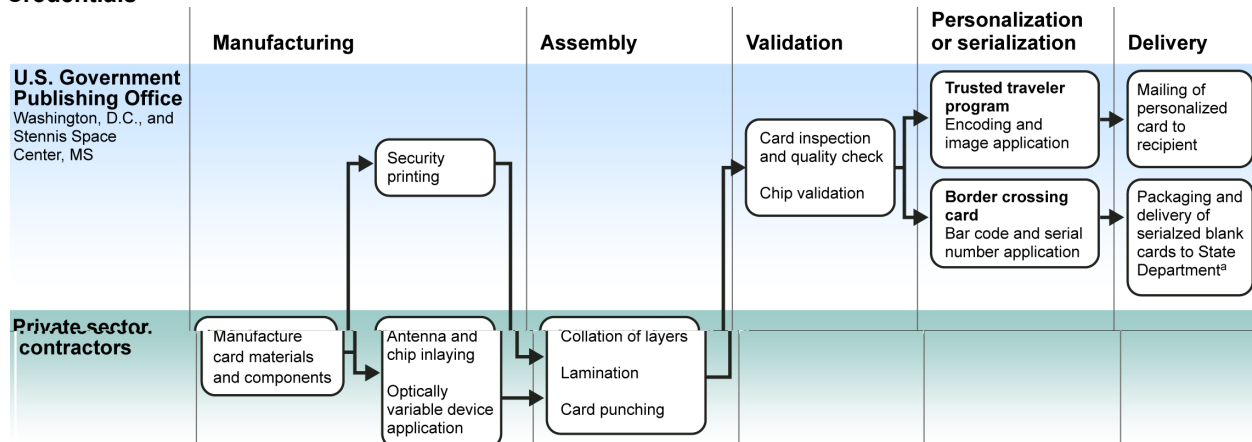 Credentials
Manufacturing
Assembly
Validation
Personalization
or serialization
Delivery
U.S. Government
Publishing Office
Washington, D.C., and
Stennis Space
Center, MS
Security
printing
Card inspection
and quality check
Chip validation
Trusted traveler
program
Encoding and
image application
Mailing of
personalized
card to
recipient
Border crossing
card
Bar code and serial
number application
Packaging and
delivery of
serialzed blank
cards to State
Departmentᵃ
Private sector
contractors
Manufacture
card materials
and components
Antenna and
chip inlaying
Optically
variable device
application
Collation of layers
Lamination
Card punching